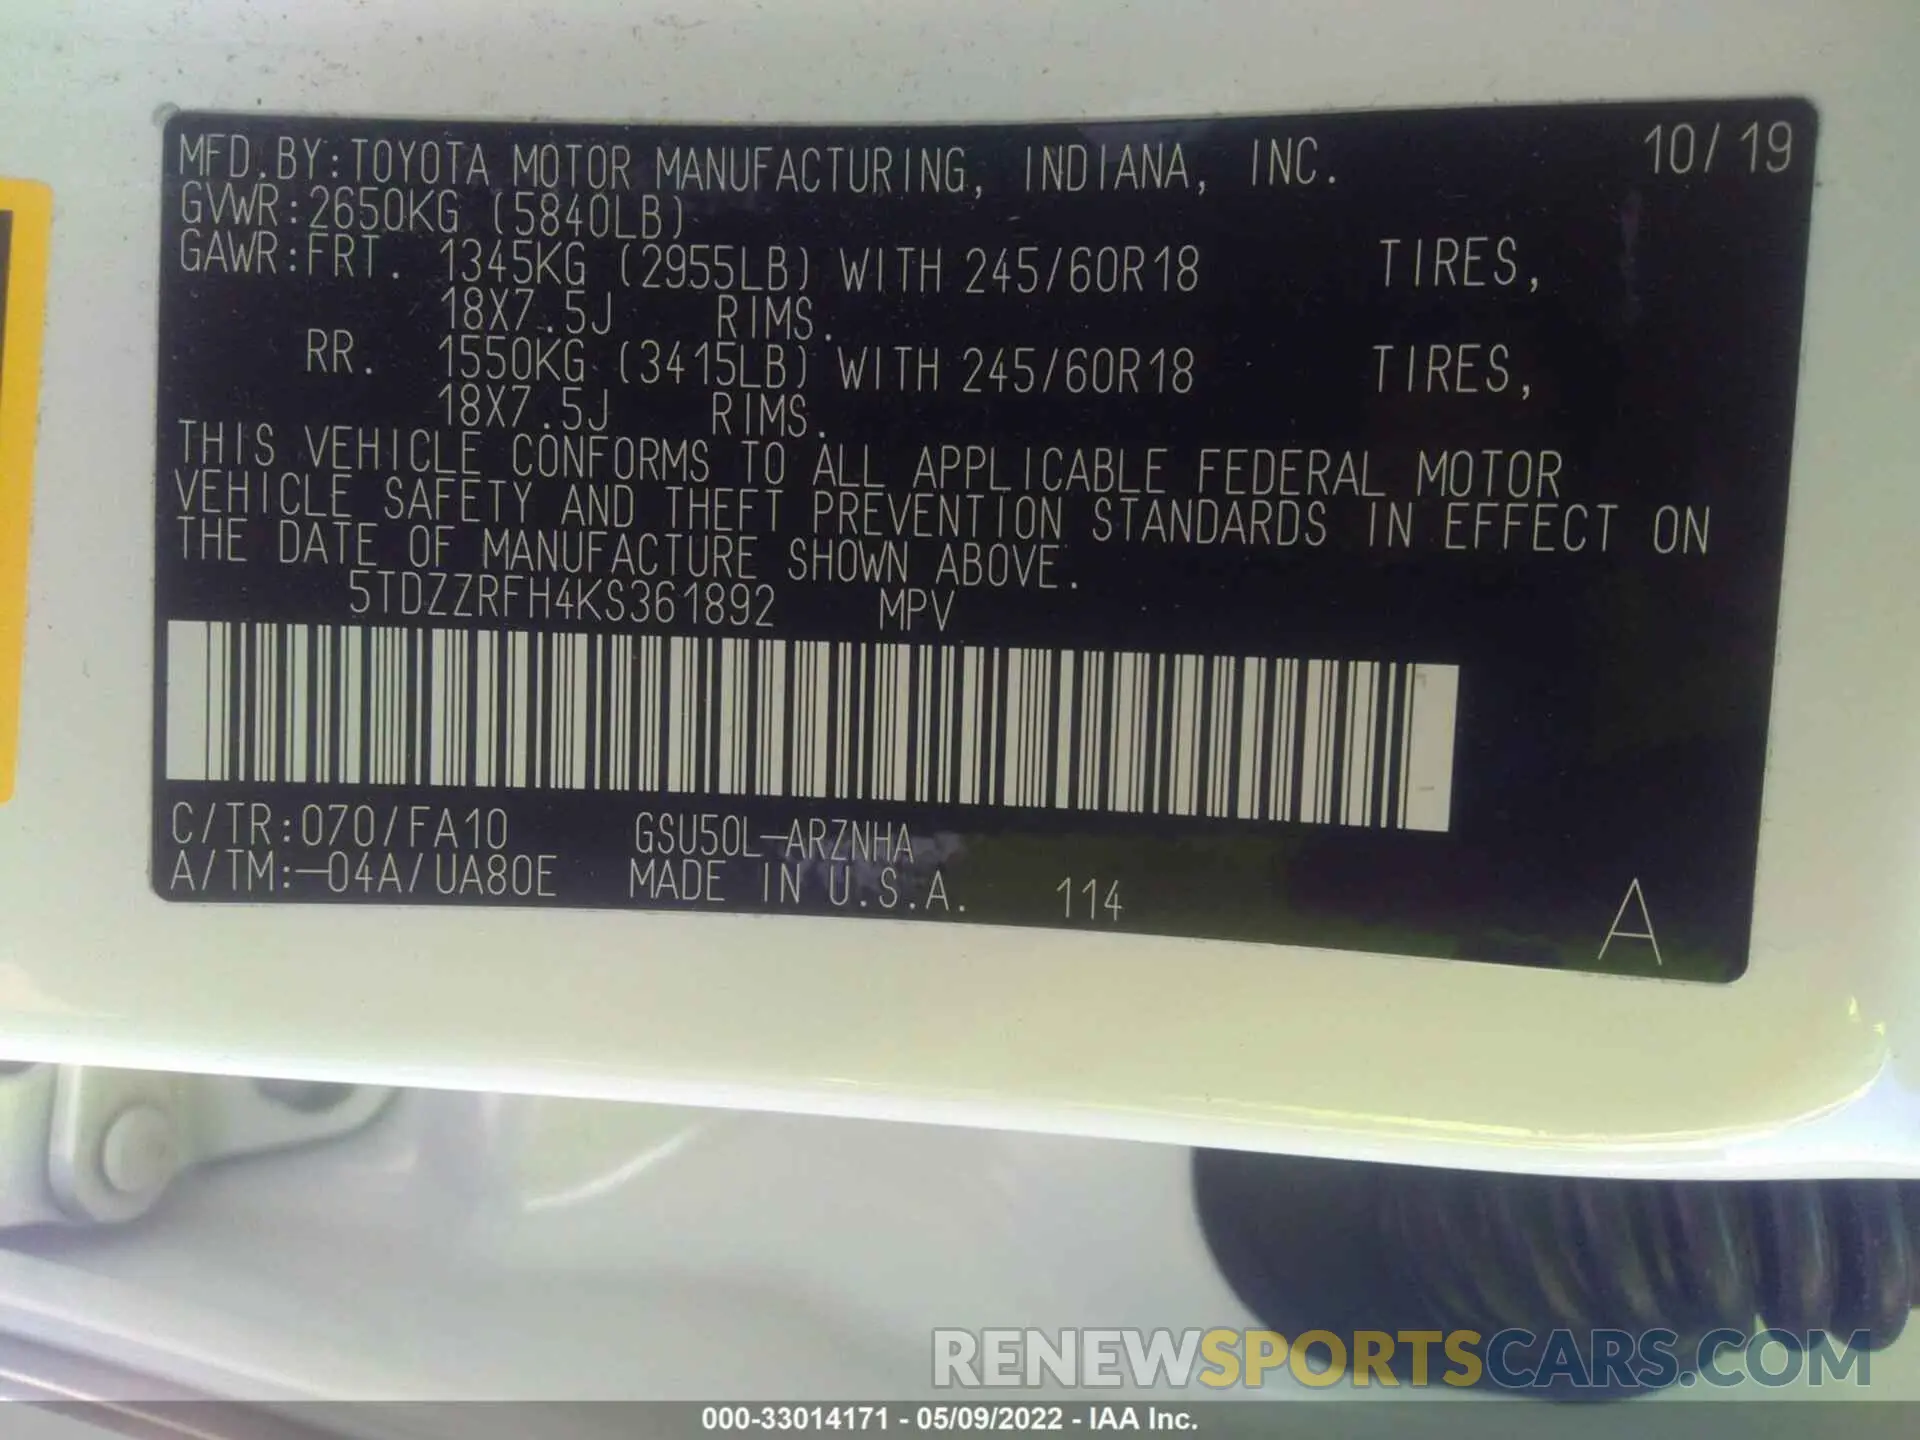 MFD.BY:TOYOTA MOTOR MANUFACTURING, INDIANA, INC. 10/19
GVWR:2650KG (5840LB)
GAWR:FRT. 1345KG (2955LB) WITH 245/60R18 TIRES,
18X7.5J RIMS.
RR. 1550KG (3415LB) WITH 245/60R18 TIRES,
18X7.5J RIMS.
THIS VEHICLE CONFORMS TO ALL APPLICABLE FEDERAL MOTOR
VEHICLE SAFETY AND THEFT PREVENTION STANDARDS IN EFFECT ON
THE DATE OF MANUFACTURE SHOWN ABOVE.
5TDZZRFH4KS361892 MPV
C/TR:070/FA10 GSU50L-ARZNHA
A/TM:-04A/UA80E MADE IN U.S.A. 114
A
RENEWSPORTSCARS.COM
000-33014171 - 05/09/2022 - IAA Inc.